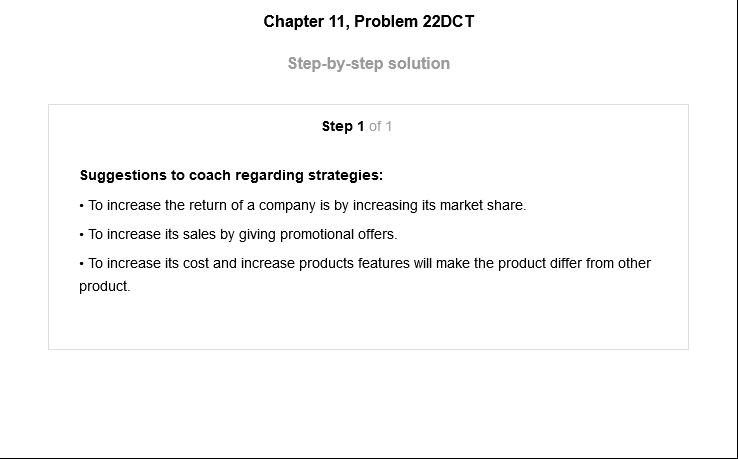 Chapter 11, Problem 22DCT
Step-by-step solution
Step 1 of 1
Suggestions to coach regarding strategies:
• To increase the return of a company is by increasing its market share.
• To increase its sales by giving promotional offers.
• To increase its cost and increase products features will make the product differ from other
product.